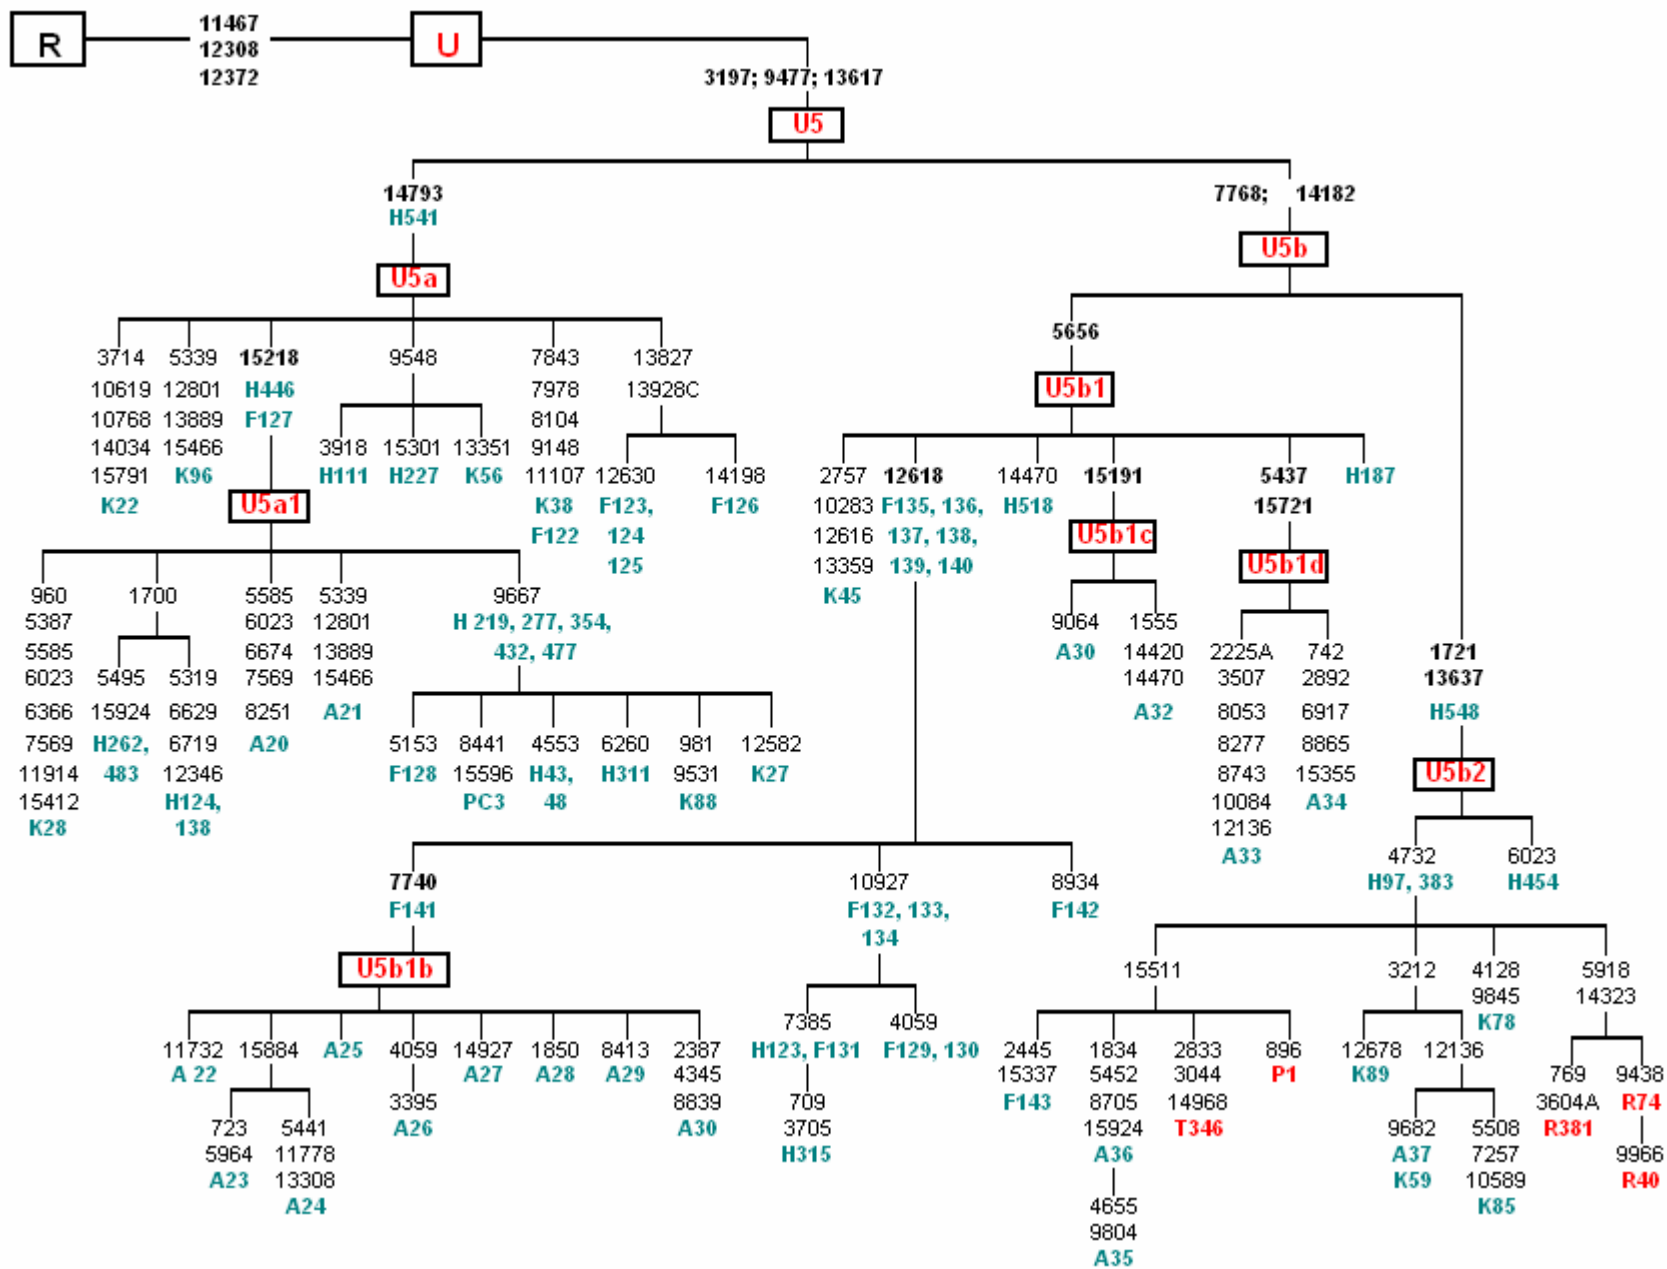 R
11467
12308
12372
U
3197; 9477; 13617
U5
14793
H541
U5a
7768; 14182
U5b
3714
10619
10768
14034
15791
K22
5339
12801
13889
15466
K96
15218
H446
F127
U5a1
9548
3918
H111
15301
H227
13351
K56
7843
7978
8104
9148
11107
K38
F122
13827
13928C
12630
F123,
124
125
14198
F126
960
5387
5585
6023
6366
7569
11914
15412
K28
1700
5495
15924
H262,
483
5319
6629
6719
12346
H124,
138
5585
6023
6674
7569
8251
A20
5339
12801
13889
15466
A21
9667
H 219, 277, 354,
432, 477
5153
F128
8441
15596
PC3
4553
H43,
48
6260
H311
981
9531
K88
12582
K27
5656
U5b1
2757
10283
12616
13359
K45
12618
F135, 136,
137, 138,
139, 140
14470
H518
15191
U5b1c
9064
A30
1555
14420
14470
A32
5437
15721
U5b1d
2225A
3507
8053
8277
8743
10084
12136
A33
742
2892
6917
8865
15355
A34
H187
7740
F141
U5b1b
11732
A 22
15884
723
5964
A23
5441
11778
13308
A24
A25
4059
3395
A26
14927
A27
1850
A28
8413
A29
2387
4345
8839
A30
10927
F132, 133,
134
7385
H123, F131
709
3705
H315
4059
F129, 130
8934
F142
1721
13637
H548
U5b2
4732
H97, 383
6023
H454
15511
2445
15337
F143
1834
5452
8705
15924
A36
4655
9804
A35
2833
3044
14968
T346
896
P1
3212
12678
K89
12136
9682
A37
K59
5508
7257
10589
K85
4128
9845
K78
5918
14323
769
3604A
R381
9438
R74
9966
R40